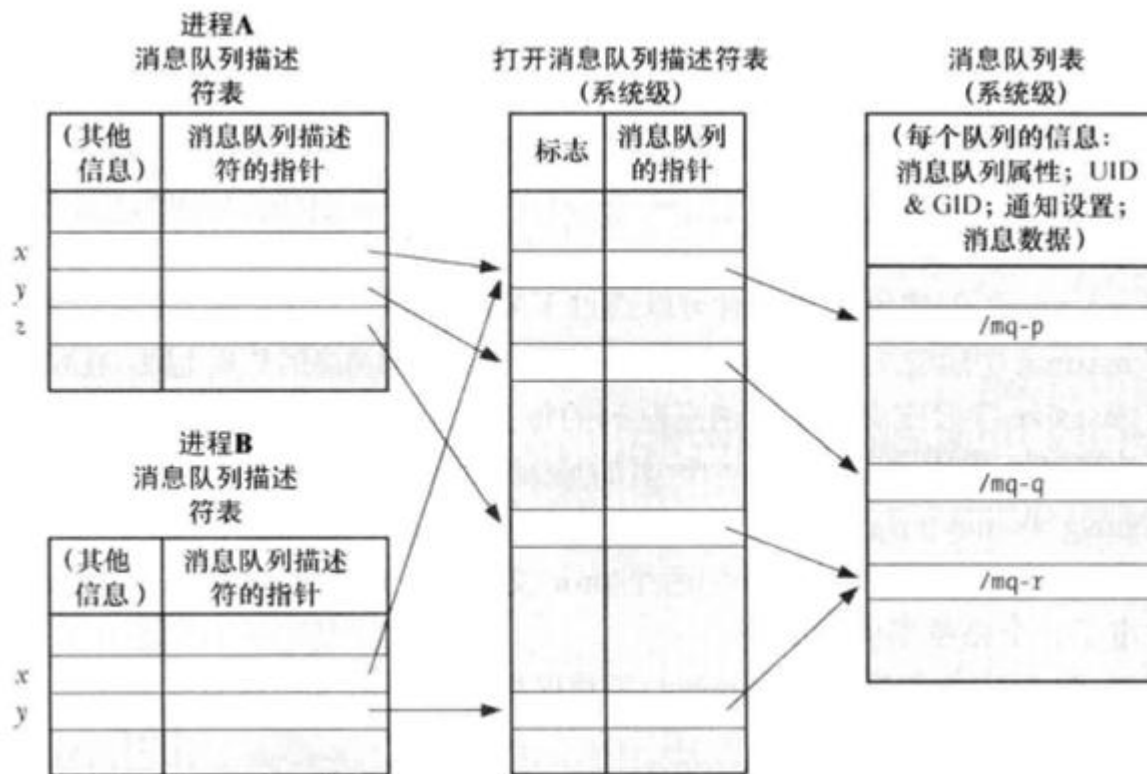 进程A
消息队列描述
符表
(其他
信息)
消息队列描述
符的指针
x
y
z
进程B
消息队列描述
符表
(其他
信息)
消息队列描述
符的指针
x
y
打开消息队列描述符表
(系统级)
标志
消息队列
的指针
消息队列表
(系统级)
(每个队列的信息:
消息队列属性; UID
& GID; 通知设置;
消息数据)
/mq-p
/mq-q
/mq-r